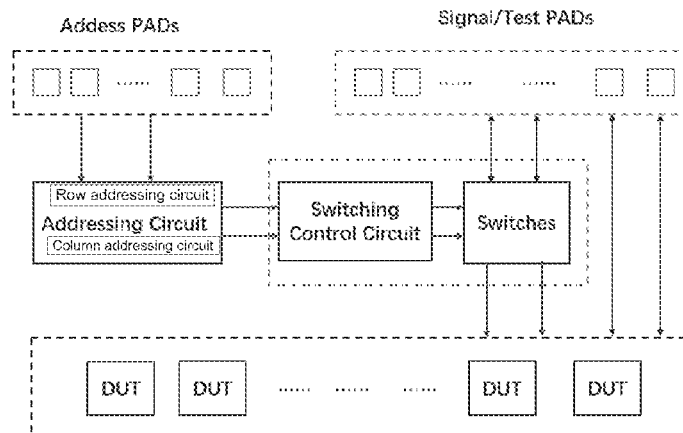 Addess PADs
Signal/Test PADs
......
...... ......
Row addressing circuit
Addressing Circuit
Column addressing circuit
Switching
Control Circuit
Switches
DUT DUT ...... ...... ...... DUT DUT